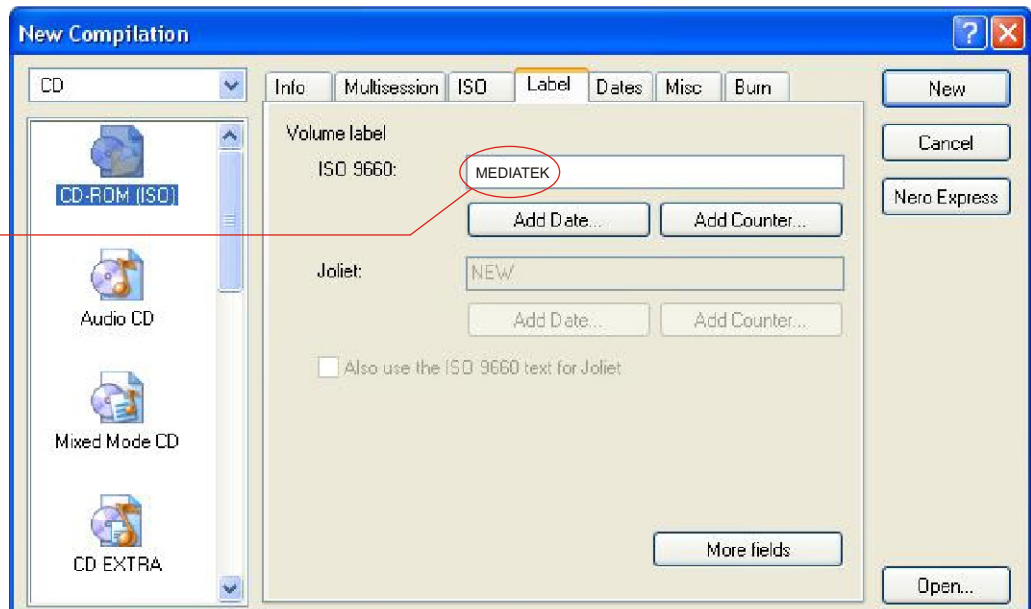 New Compilation
CD
CD-ROM (ISO)
Audio CD
Mixed Mode CD
CD EXTRA
Info Multisession ISO Label Dates Misc Burn
Volume label
ISO 9660: MEDIATEK
Add Date... Add Counter...
Joliet: NEW
Add Date... Add Counter...
Also use the ISO 9660 text for Joliet
More fields
New
Cancel
Nero Express
Open...